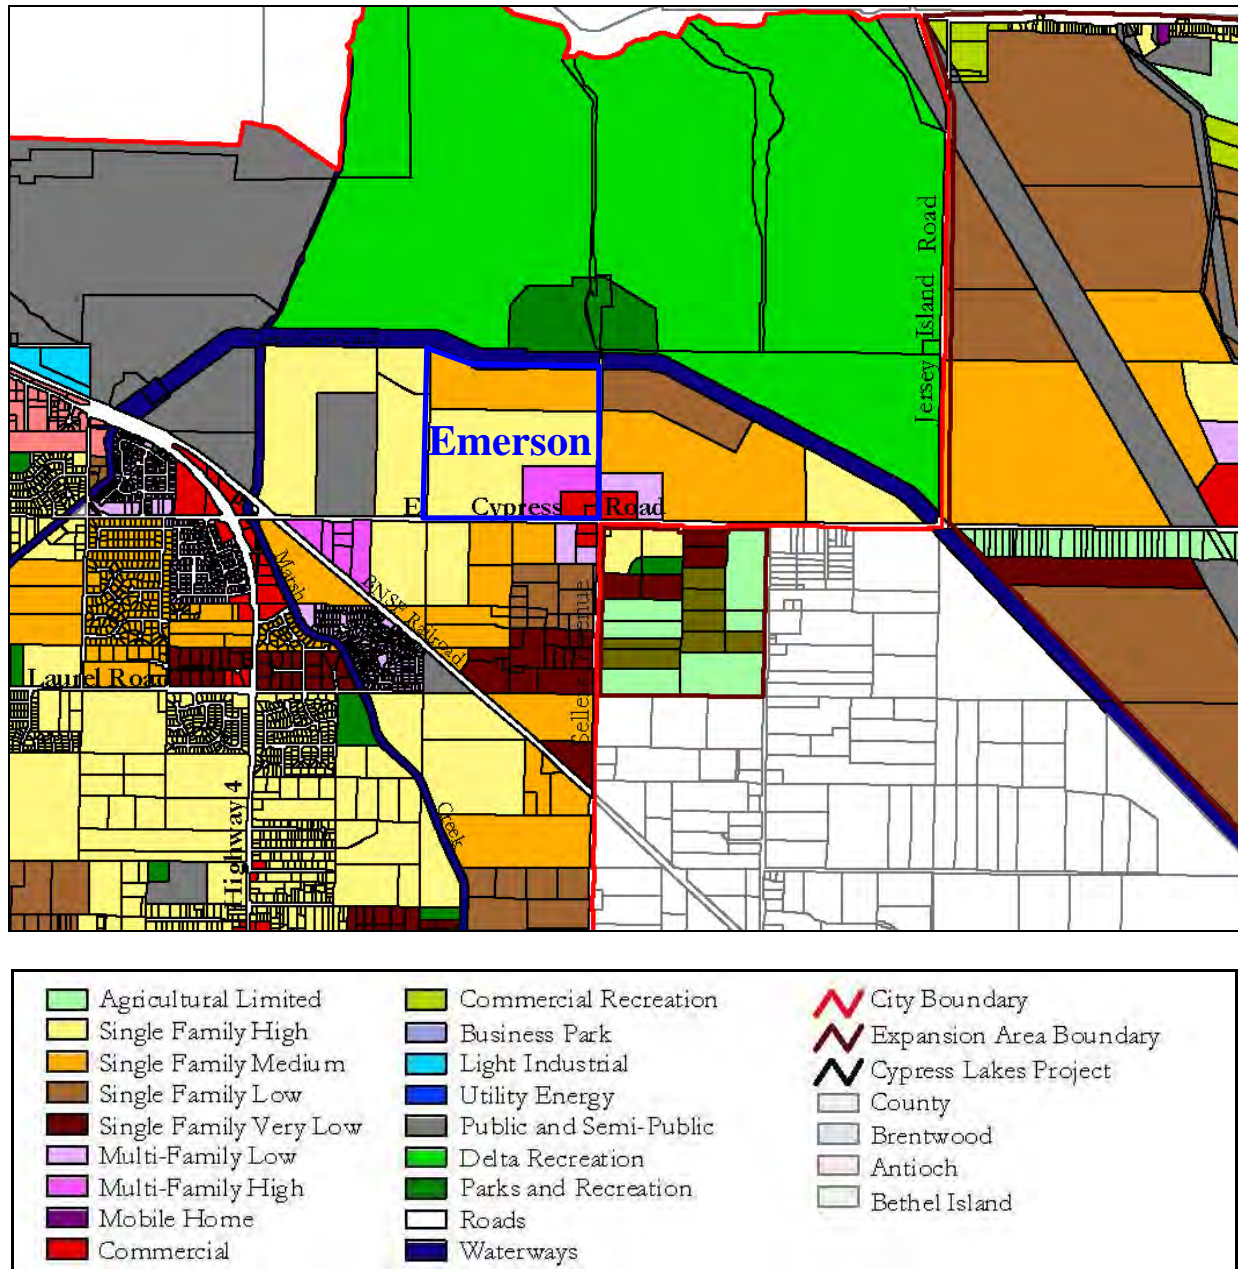 Jersey Island Road
Emerson
E Cypress Road
Marsh
BNSF Railroad
Sellers Avenue
Laurel Road
Highway 4
Creek
Agricultural Limited
Single Family High
Single Family Medium
Single Family Low
Single Family Very Low
Multi-Family Low
Multi-Family High
Mobile Home
Commercial
Commercial Recreation
Business Park
Light Industrial
Utility Energy
Public and Semi-Public
Delta Recreation
Parks and Recreation
Roads
Waterways
City Boundary
Expansion Area Boundary
Cypress Lakes Project
County
Brentwood
Antioch
Bethel Island